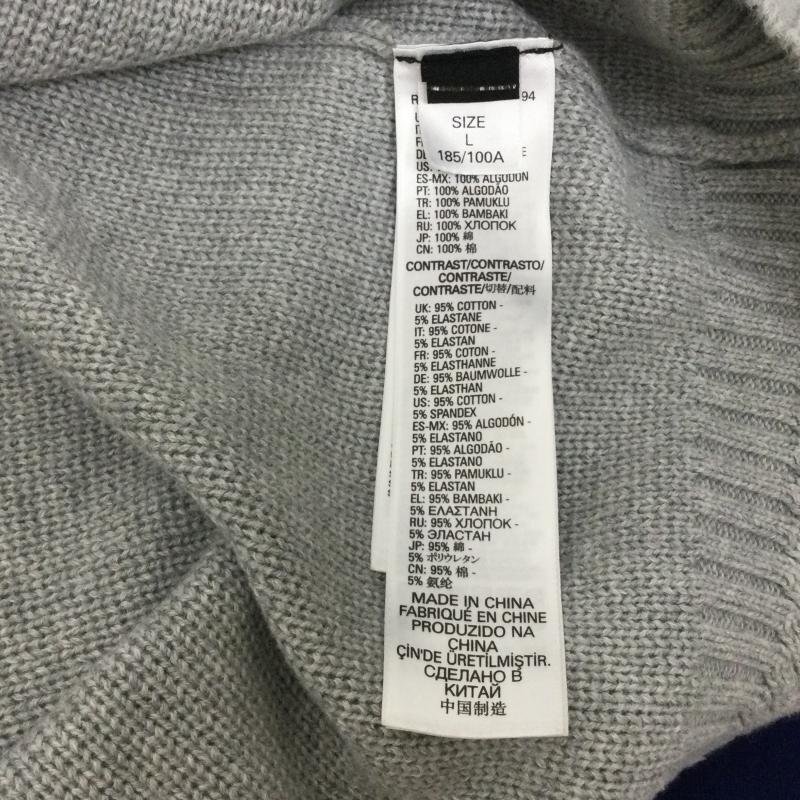 94
SIZE
L
185/100A
US:
ES-MX: 100% ALGODÓN
PT: 100% ALGODÃO
TR: 100% PAMUKLU
EL: 100% BAMBAKI
RU: 100% ХЛОПОК
JP: 100% 綿
CN: 100% 棉
CONTRAST/CONTRASTO/
CONTRASTE/
CONTRASTE/切替/配料
UK: 95% COTTON -
5% ELASTANE
IT: 95% COTONE -
5% ELASTAN
FR: 95% COTON -
5% ELASTHANNE
DE: 95% BAUMWOLLE -
5% ELASTHAN
US: 95% COTTON -
5% SPANDEX
ES-MX: 95% ALGODÓN -
5% ELASTANO
PT: 95% ALGODÃO -
5% ELASTANO
TR: 95% PAMUKLU -
5% ELASTAN
EL: 95% BAMBAKI -
5% ΕΛΑΣΤΑΝΗ
RU: 95% ХЛОПОК -
5% ЭЛАСТАН
JP: 95% 綿 -
5% ポリウレタン
CN: 95% 棉 -
5% 氨纶
MADE IN CHINA
FABRIQUÉ EN CHINE
PRODUZIDO NA
CHINA
ÇİN'DE ÜRETİLMİŞTİR.
СДЕЛАНО В
КИТАЙ
中国制造